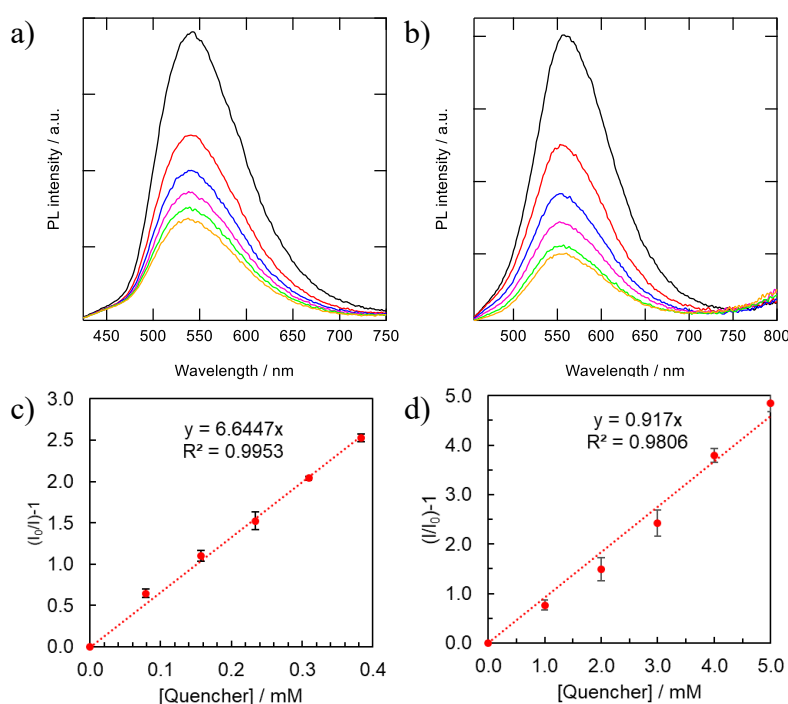 a)
PL intensity / a.u.
450 500 550 600 650 700 750
Wavelength / nm
b)
PL intensity / a.u.
500 550 600 650 700 750 800
Wavelength / nm
c)
3.0
2.5
2.0
1.5
1.0
0.5
0.0
(I₀/I)-1
y = 6.6447x
R² = 0.9953
0.0 0.1 0.2 0.3 0.4
[Quencher] / mM
d)
5.0
4.0
3.0
2.0
1.0
0.0
(I/I₀)-1
y = 0.917x
R² = 0.9806
0.0 1.0 2.0 3.0 4.0 5.0
[Quencher] / mM